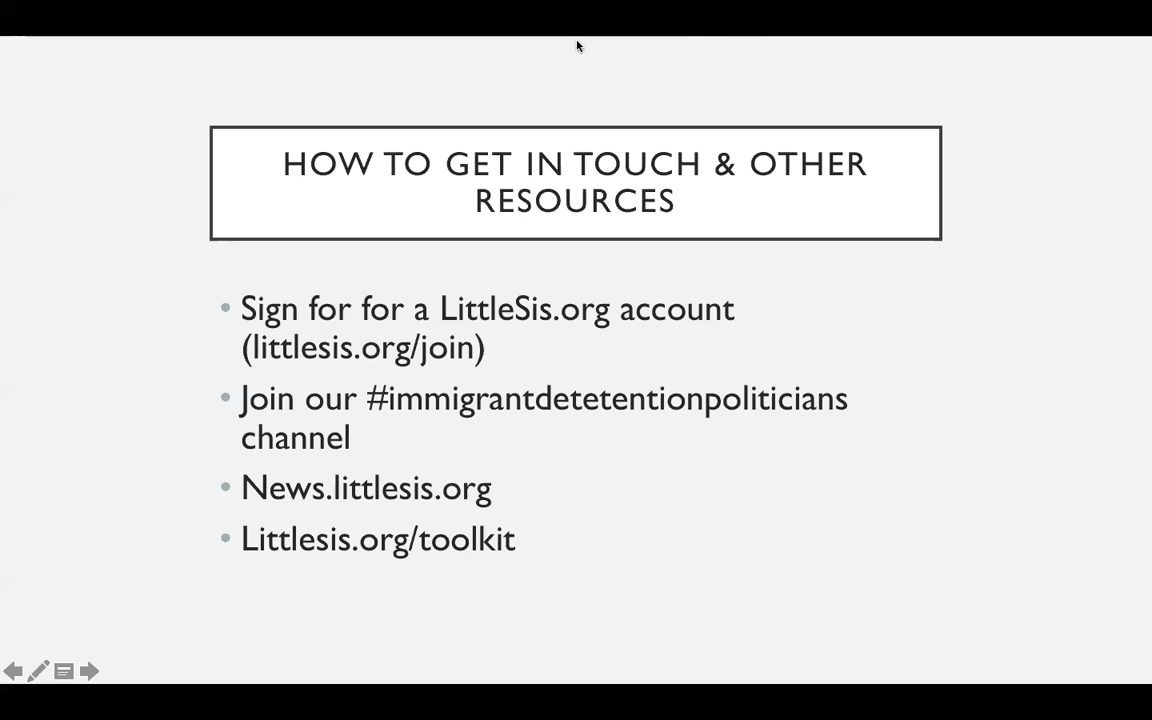 HOW TO GET IN TOUCH & OTHER
RESOURCES
• Sign for for a LittleSis.org account
(littlesis.org/join)
• Join our #immigrantdetetentionpoliticians
channel
• News.littlesis.org
• Littlesis.org/toolkit